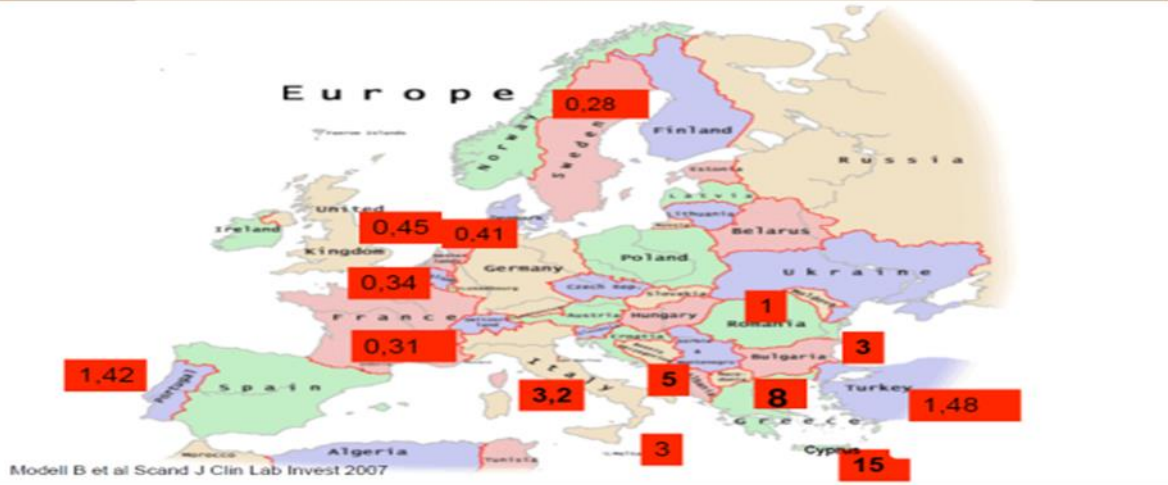 Europe
0,28
Norway
Sweden
Finland
Russia
Estonia
Latvia
Lithuania
United
Kingdom
Ireland
0,45
0,41
Belarus
Poland
Germany
Ukraine
0,34
Czech Rep.
Slovakia
France
Austria
Hungary
1
Romania
Croatia
0,31
Italy
Bulgaria
3
1,42
Portugal
Spain
3,2
5
8
Turkey
1,48
Greece
Morocco
Algeria
Tunisia
3
Cyprus
15
Modell B et al Scand J Clin Lab Invest 2007